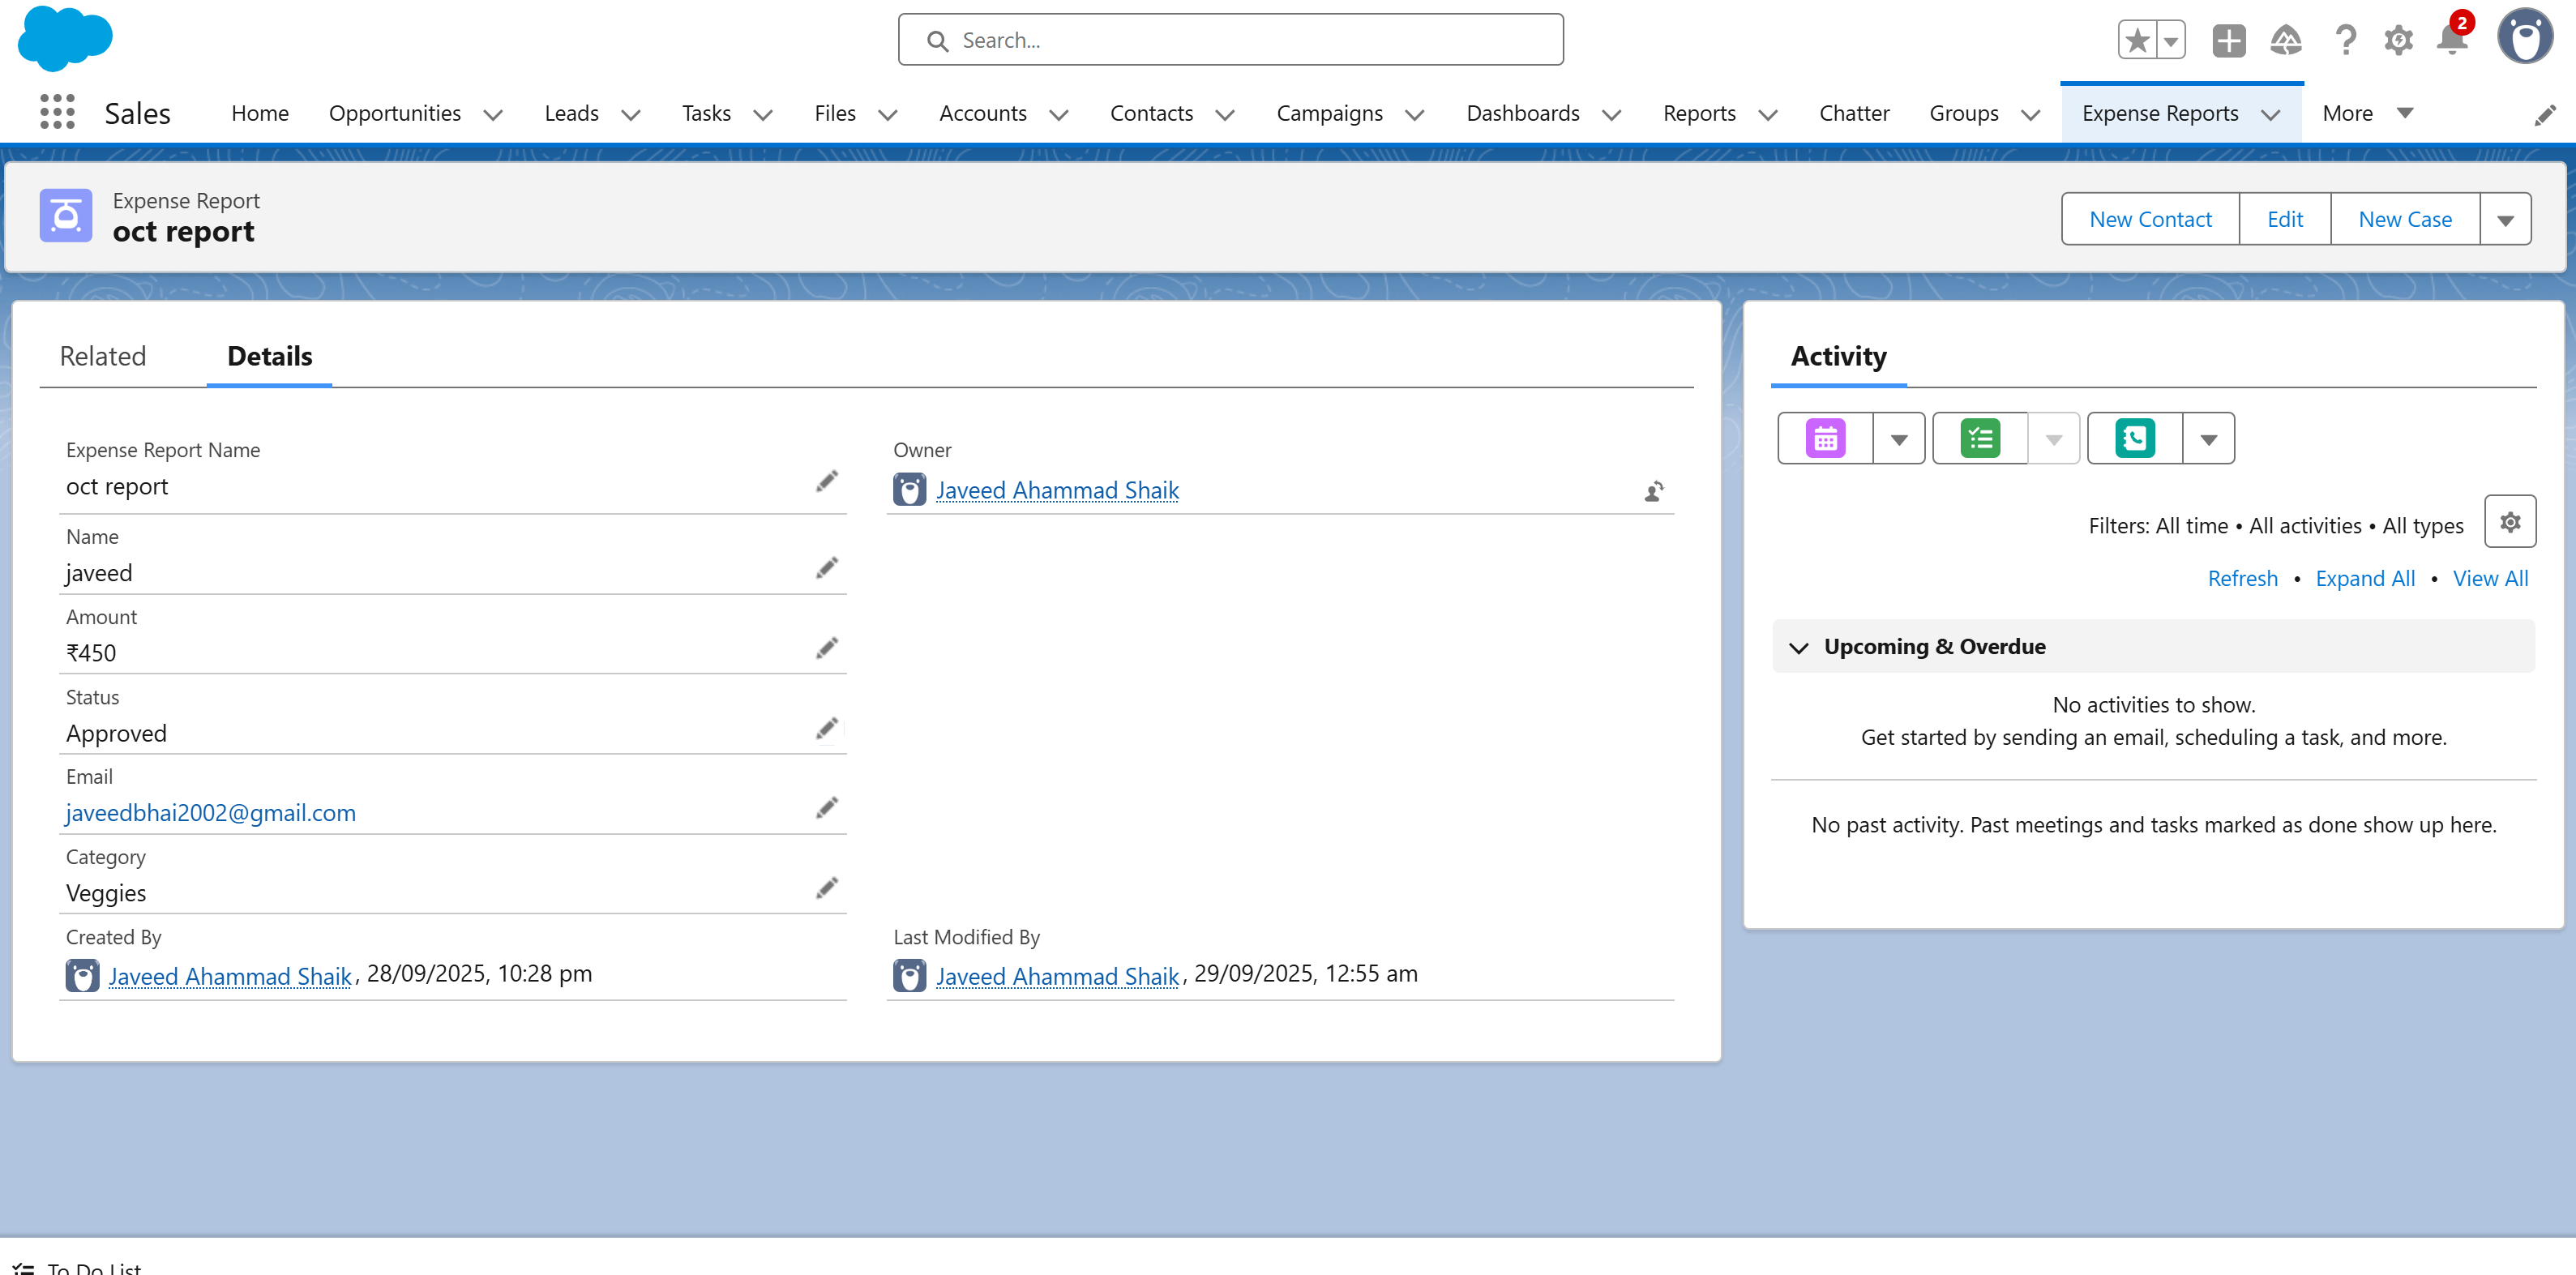 Search...
2
Sales Home Opportunities Leads Tasks Files Accounts Contacts Campaigns Dashboards Reports Chatter Groups Expense Reports More
Expense Report
oct report
New Contact Edit New Case
Related Details
Expense Report Name
oct report
Name
javeed
Amount
₹450
Status
Approved
Email
javeedbhai2002@gmail.com
Category
Veggies
Created By
Javeed Ahammad Shaik, 28/09/2025, 10:28 pm
Owner
Javeed Ahammad Shaik
Last Modified By
Javeed Ahammad Shaik, 29/09/2025, 12:55 am
Activity
Filters: All time • All activities • All types
Refresh • Expand All • View All
Upcoming & Overdue
No activities to show.
Get started by sending an email, scheduling a task, and more.
No past activity. Past meetings and tasks marked as done show up here.
To Do List